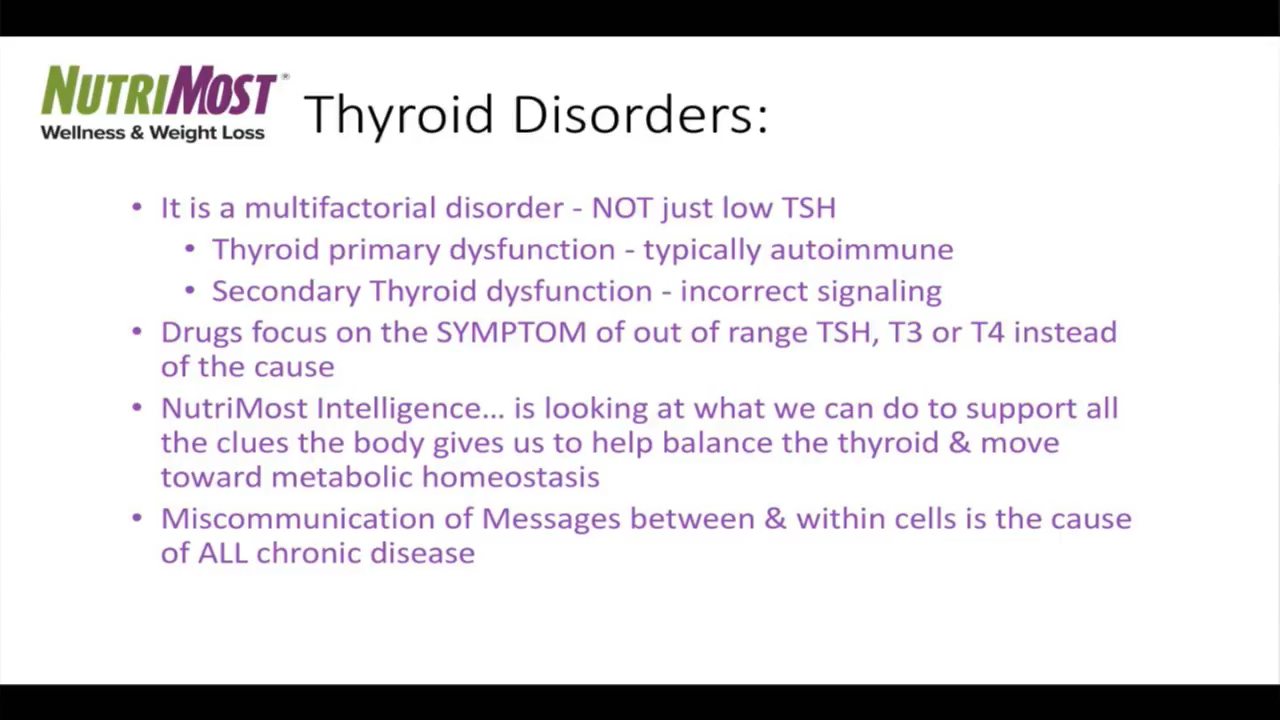 NUTRIMOST®
Wellness & Weight Loss
Thyroid Disorders:
• It is a multifactorial disorder - NOT just low TSH
• Thyroid primary dysfunction - typically autoimmune
• Secondary Thyroid dysfunction - incorrect signaling
• Drugs focus on the SYMPTOM of out of range TSH, T3 or T4 instead
of the cause
• NutriMost Intelligence... is looking at what we can do to support all
the clues the body gives us to help balance the thyroid & move
toward metabolic homeostasis
• Miscommunication of Messages between & within cells is the cause
of ALL chronic disease